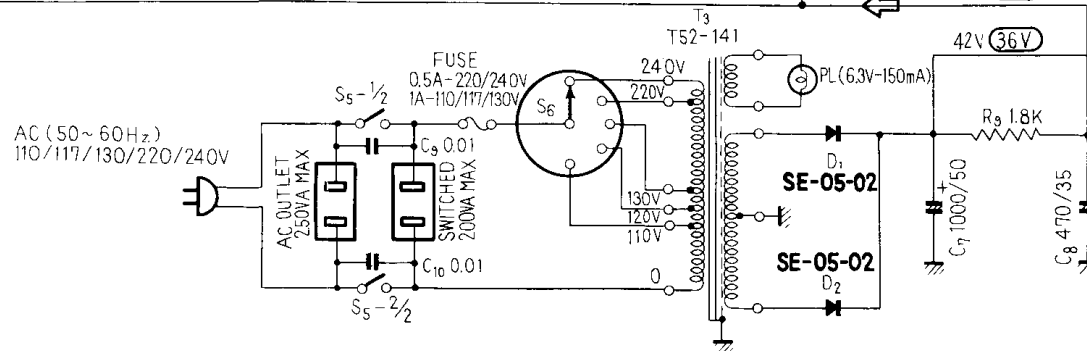 T3
T52-141
42V 36V
FUSE
0.5A-220/240V
1A-110/117/130V
240V
220V
PL(6.3V-150mA)
S5-1/2
S6
R9 1.8K
AC (50~60Hz)
110/117/130/220/240V
C9 0.01
D1
SE-05-02
AC OUTLET
250VA MAX
SWITCHED
200VA MAX
130V
120V
110V
+
C7 1000/50
C8 470/35
C10 0.01
SE-05-02
D2
0
S5-2/2